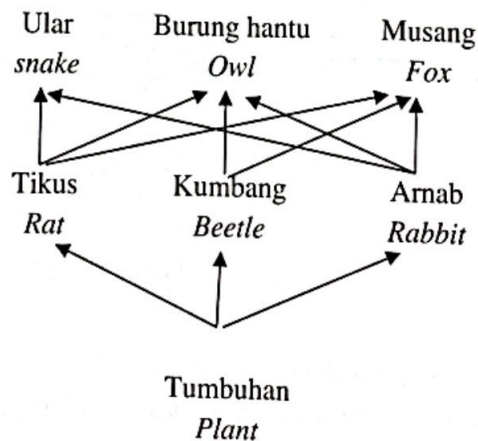 Ular
snake
Burung hantu
Owl
Musang
Fox
Tikus
Rat
Kumbang
Beetle
Arnab
Rabbit
Tumbuhan
Plant